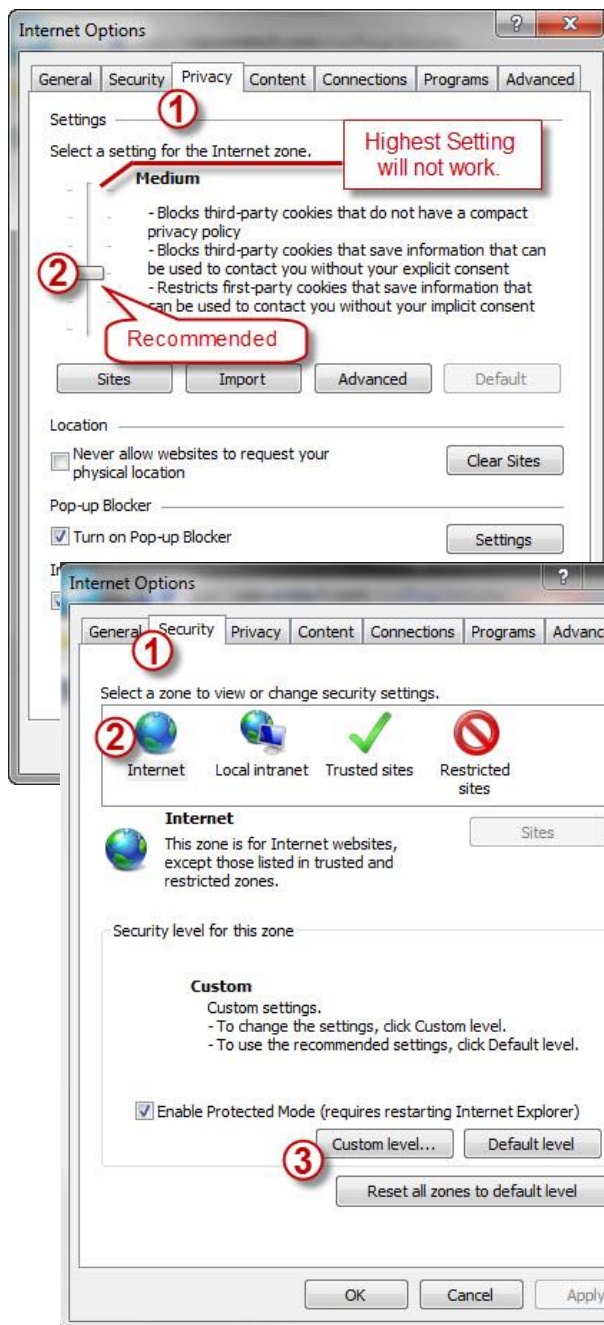 Internet Options
?
X
General Security Privacy Content Connections Programs Advanced
1
Settings
Select a setting for the Internet zone.
Highest Setting
will not work.
Medium
- Blocks third-party cookies that do not have a compact
privacy policy
- Blocks third-party cookies that save information that can
be used to contact you without your explicit consent
- Restricts first-party cookies that save information that
can be used to contact you without your implicit consent
2
Recommended
Sites Import Advanced Default
Location
Never allow websites to request your
physical location
Clear Sites
Pop-up Blocker
Turn on Pop-up Blocker
Settings
Internet Options
?
General Security Privacy Content Connections Programs Advanc
1
Select a zone to view or change security settings.
2
Internet Local intranet Trusted sites Restricted
sites
Internet
This zone is for Internet websites,
except those listed in trusted and
restricted zones.
Sites
Security level for this zone
Custom
Custom settings.
- To change the settings, click Custom level.
- To use the recommended settings, click Default level.
Enable Protected Mode (requires restarting Internet Explorer)
3
Custom level... Default level
Reset all zones to default level
OK Cancel Apply